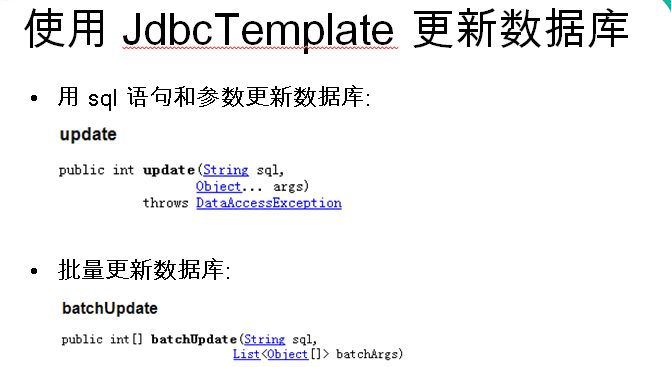 使用 JdbcTemplate 更新数据库
• 用 sql 语句和参数更新数据库:
update
public int update(String sql,
Object... args)
throws DataAccessException
• 批量更新数据库:
batchUpdate
public int[] batchUpdate(String sql,
List<Object[]> batchArgs)